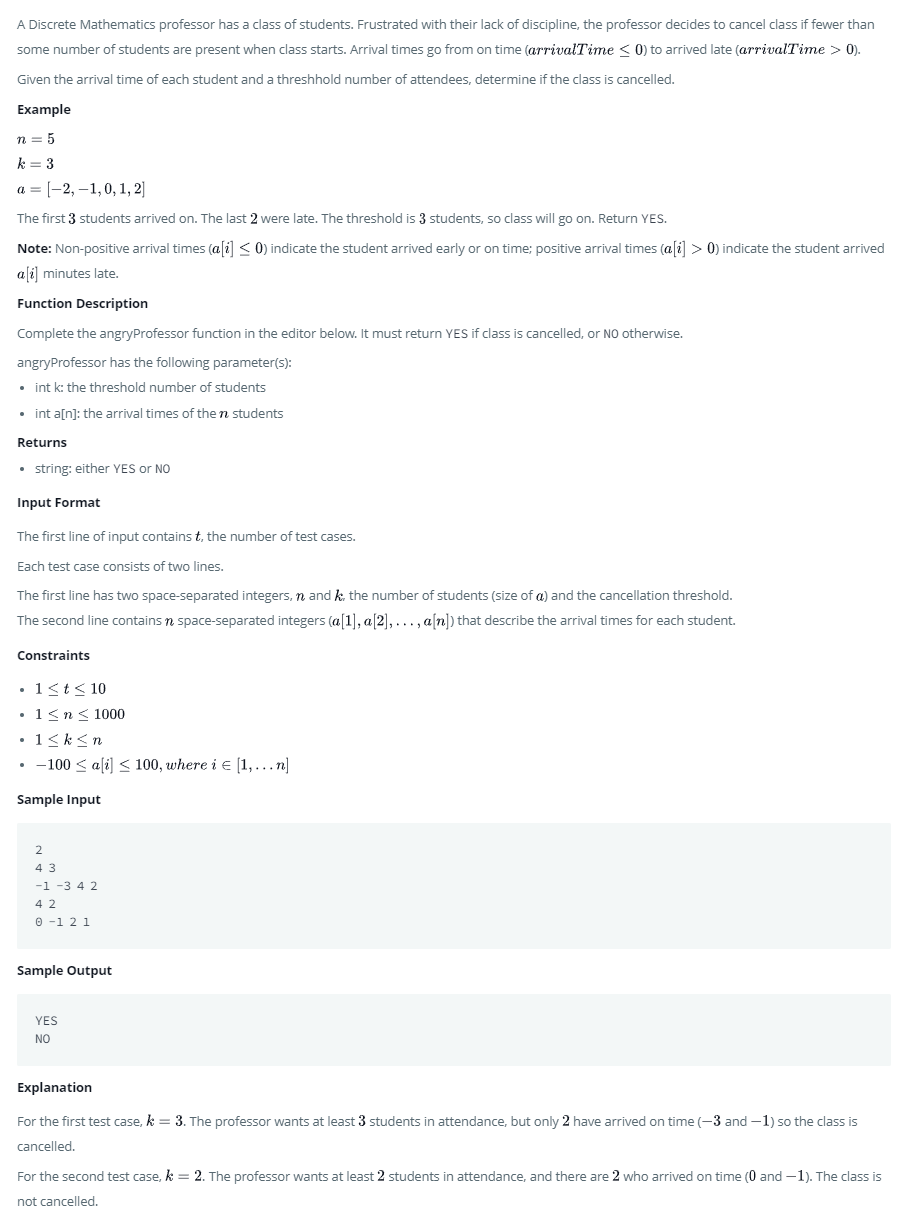 A Discrete Mathematics professor has a class of students. Frustrated with their lack of discipline, the professor decides to cancel class if fewer than
some number of students are present when class starts. Arrival times go from on time (arrivalTime ≤ 0) to arrived late (arrivalTime > 0).
Given the arrival time of each student and a threshhold number of attendees, determine if the class is cancelled.
Example
n = 5
k = 3
a = [−2, −1, 0, 1, 2]
The first 3 students arrived on. The last 2 were late. The threshold is 3 students, so class will go on. Return YES.
Note: Non-positive arrival times (a[i] ≤ 0) indicate the student arrived early or on time; positive arrival times (a[i] > 0) indicate the student arrived
a[i] minutes late.
Function Description
Complete the angryProfessor function in the editor below. It must return YES if class is cancelled, or NO otherwise.
angryProfessor has the following parameter(s):
• int k: the threshold number of students
• int a[n]: the arrival times of the n students
Returns
• string: either YES or NO
Input Format
The first line of input contains t, the number of test cases.
Each test case consists of two lines.
The first line has two space-separated integers, n and k, the number of students (size of a) and the cancellation threshold.
The second line contains n space-separated integers (a[1], a[2], . . . , a[n]) that describe the arrival times for each student.
Constraints
• 1 ≤ t ≤ 10
• 1 ≤ n ≤ 1000
• 1 ≤ k ≤ n
• −100 ≤ a[i] ≤ 100, where i ∈ [1, . . . n]
Sample Input
2
4 3
-1 -3 4 2
4 2
0 -1 2 1
Sample Output
YES
NO
Explanation
For the first test case, k = 3. The professor wants at least 3 students in attendance, but only 2 have arrived on time (−3 and −1) so the class is
cancelled.
For the second test case, k = 2. The professor wants at least 2 students in attendance, and there are 2 who arrived on time (0 and −1). The class is
not cancelled.